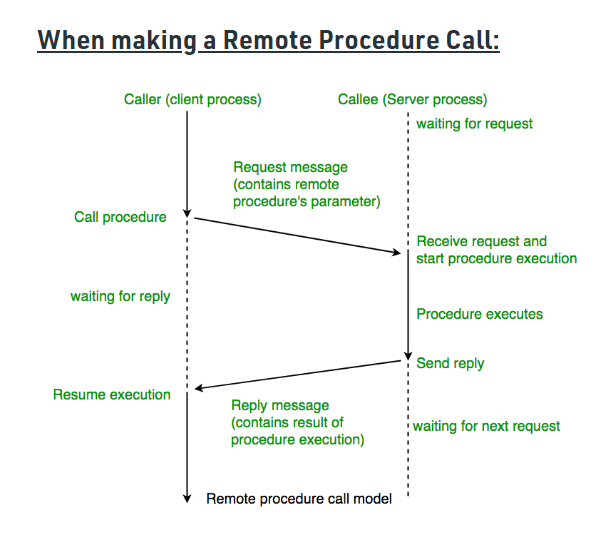 When making a Remote Procedure Call:
Caller (client process)
Callee (Server process)
waiting for request
Request message
(contains remote
procedure's parameter)
Call procedure
Receive request and
start procedure execution
waiting for reply
Procedure executes
Send reply
Resume execution
Reply message
(contains result of
procedure execution)
waiting for next request
Remote procedure call model